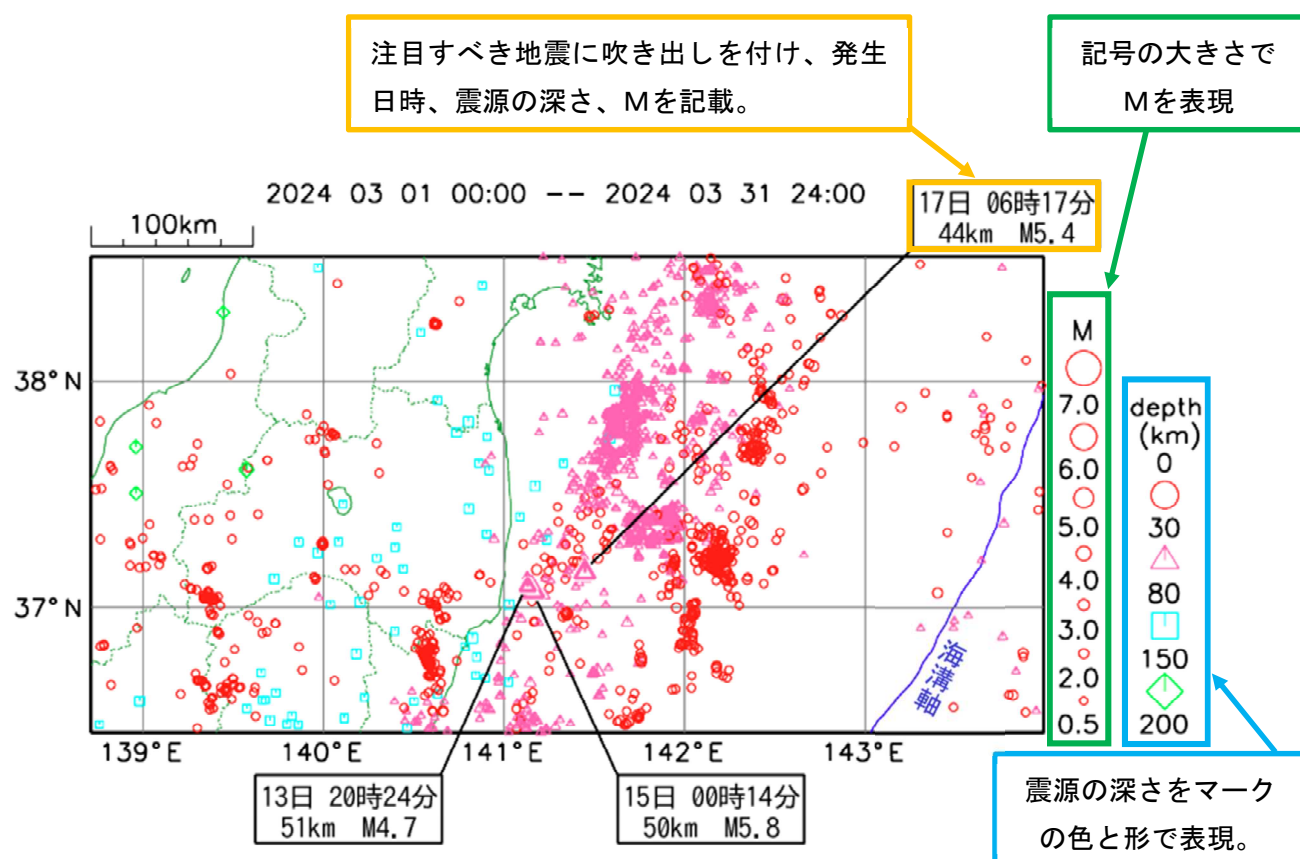 注目すべき地震に吹き出しを付け、発生
日時、震源の深さ、Mを記載。
記号の大きさで
Mを表現
2024 03 01 00:00 -- 2024 03 31 24:00
100km
17日 06時17分
44km M5.4
38°N
37°N
139°E
140°E
141°E
142°E
143°E
海溝軸
M
7.0
6.0
5.0
4.0
3.0
2.0
0.5
depth
(km)
0
30
80
150
200
13日 20時24分
51km M4.7
15日 00時14分
50km M5.8
震源の深さをマーク
の色と形で表現。